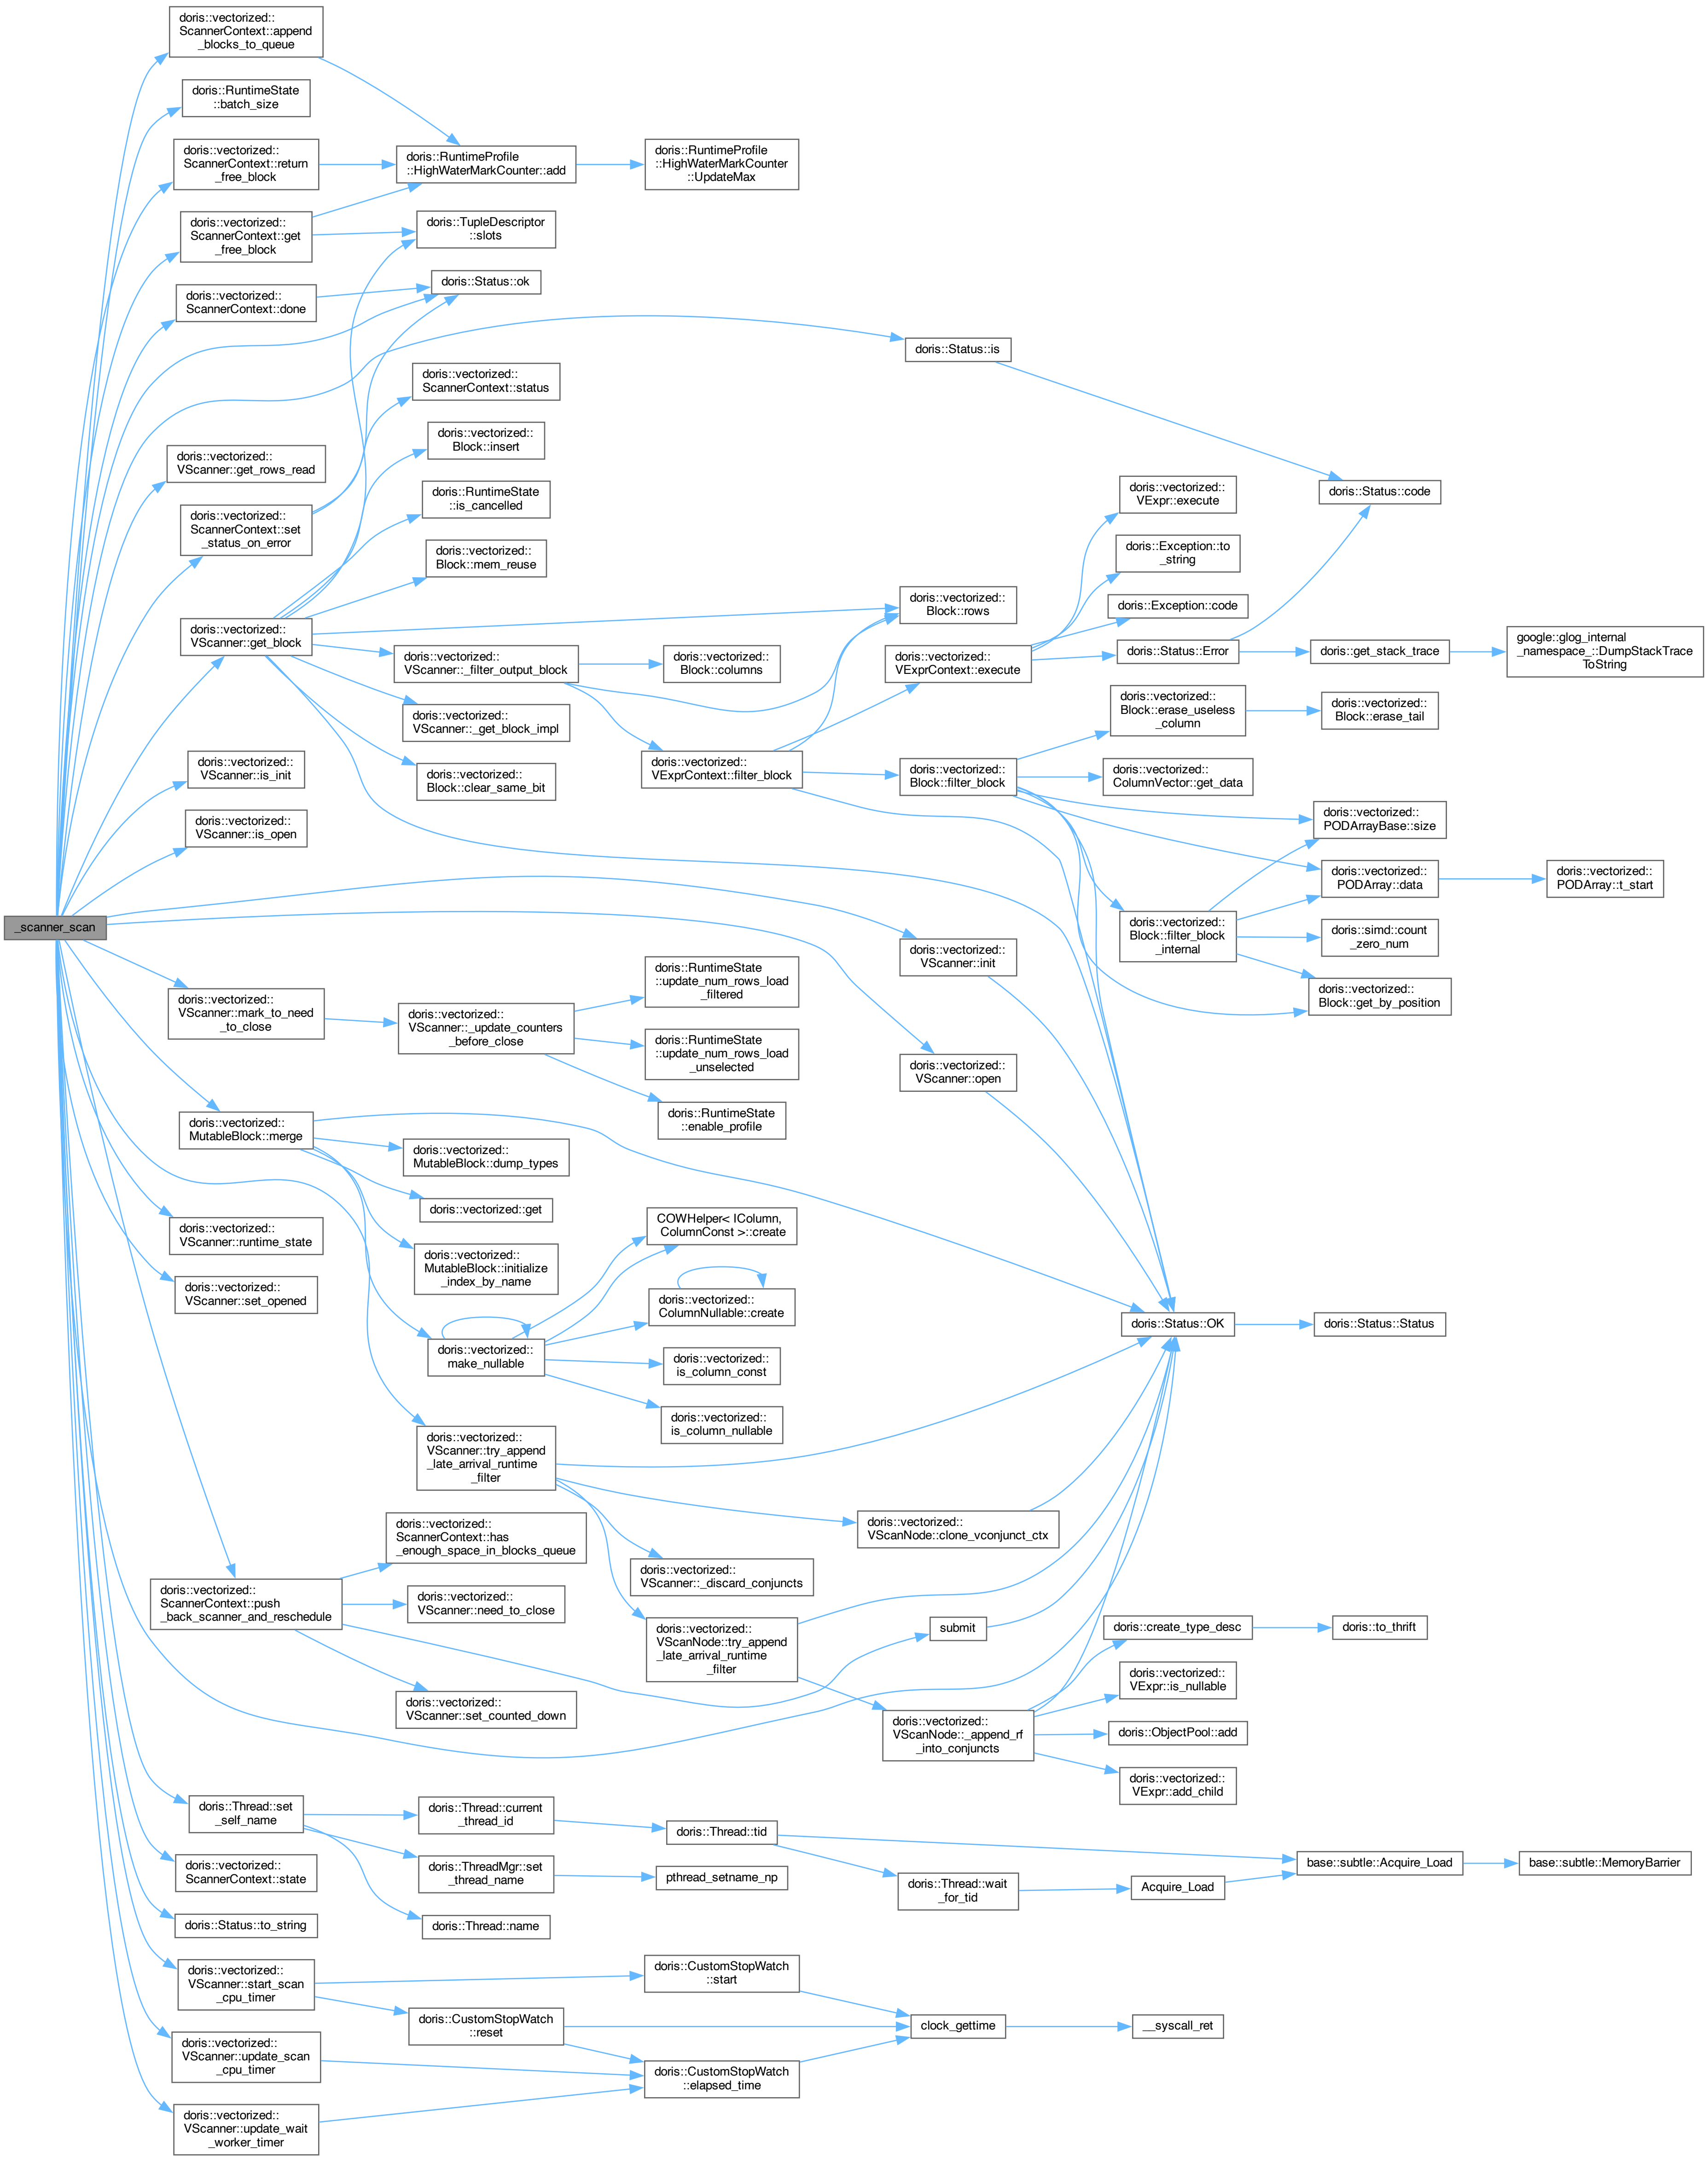 doris::vectorized::
ScannerContext::append
_blocks_to_queue
doris::RuntimeState
::batch_size
doris::vectorized::
ScannerContext::return
_free_block
doris::RuntimeProfile
::HighWaterMarkCounter::add
doris::RuntimeProfile
::HighWaterMarkCounter
::UpdateMax
doris::vectorized::
ScannerContext::get
_free_block
doris::TupleDescriptor
::slots
doris::vectorized::
ScannerContext::done
doris::Status::ok
doris::Status::is
doris::vectorized::
ScannerContext::status
doris::vectorized::
VScanner::get_rows_read
doris::vectorized::
Block::insert
doris::vectorized::
ScannerContext::set
_status_on_error
doris::RuntimeState
::is_cancelled
doris::vectorized::
VExpr::execute
doris::Status::code
doris::vectorized::
Block::mem_reuse
doris::Exception::to
_string
doris::vectorized::
Block::rows
doris::Exception::code
doris::vectorized::
VScanner::get_block
doris::vectorized::
VScanner::_filter_output_block
doris::vectorized::
Block::columns
doris::vectorized::
VExprContext::execute
doris::Status::Error
doris::get_stack_trace
google::glog_internal
_namespace_::DumpStackTrace
ToString
doris::vectorized::
VScanner::_get_block_impl
doris::vectorized::
Block::erase_useless
_column
doris::vectorized::
Block::erase_tail
doris::vectorized::
VScanner::is_init
doris::vectorized::
Block::clear_same_bit
doris::vectorized::
VExprContext::filter_block
doris::vectorized::
Block::filter_block
doris::vectorized::
ColumnVector::get_data
doris::vectorized::
VScanner::is_open
doris::vectorized::
PODArrayBase::size
doris::vectorized::
PODArray::data
doris::vectorized::
PODArray::t_start
_scanner_scan
doris::vectorized::
VScanner::init
doris::vectorized::
Block::filter_block
_internal
doris::simd::count
_zero_num
doris::vectorized::
Block::get_by_position
doris::vectorized::
VScanner::mark_to_need
_to_close
doris::vectorized::
VScanner::_update_counters
_before_close
doris::RuntimeState
::update_num_rows_load
_filtered
doris::RuntimeState
::update_num_rows_load
_unselected
doris::vectorized::
VScanner::open
doris::RuntimeState
::enable_profile
doris::vectorized::
MutableBlock::merge
doris::vectorized::
MutableBlock::dump_types
doris::vectorized::get
doris::vectorized::
VScanner::runtime_state
COWHelper< IColumn,
ColumnConst >::create
doris::vectorized::
MutableBlock::initialize
_index_by_name
doris::vectorized::
VScanner::set_opened
doris::vectorized::
ColumnNullable::create
doris::Status::OK
doris::Status::Status
doris::vectorized::
make_nullable
doris::vectorized::
is_column_const
doris::vectorized::
is_column_nullable
doris::vectorized::
VScanner::try_append
_late_arrival_runtime
_filter
doris::vectorized::
VScanNode::clone_vconjunct_ctx
doris::vectorized::
ScannerContext::has
_enough_space_in_blocks_queue
doris::vectorized::
VScanner::_discard_conjuncts
doris::vectorized::
ScannerContext::push
_back_scanner_and_reschedule
doris::vectorized::
VScanner::need_to_close
doris::vectorized::
VScanNode::try_append
_late_arrival_runtime
_filter
submit
doris::create_type_desc
doris::to_thrift
doris::vectorized::
VScanner::set_counted_down
doris::vectorized::
VExpr::is_nullable
doris::vectorized::
VScanNode::_append_rf
_into_conjuncts
doris::ObjectPool::add
doris::vectorized::
VExpr::add_child
doris::Thread::set
_self_name
doris::Thread::current
_thread_id
doris::Thread::tid
doris::ThreadMgr::set
_thread_name
pthread_setname_np
doris::Thread::wait
_for_tid
Acquire_Load
base::subtle::Acquire_Load
base::subtle::MemoryBarrier
doris::vectorized::
ScannerContext::state
doris::Thread::name
doris::Status::to_string
doris::vectorized::
VScanner::start_scan
_cpu_timer
doris::CustomStopWatch
::start
doris::CustomStopWatch
::reset
clock_gettime
__syscall_ret
doris::vectorized::
VScanner::update_scan
_cpu_timer
doris::CustomStopWatch
::elapsed_time
doris::vectorized::
VScanner::update_wait
_worker_timer